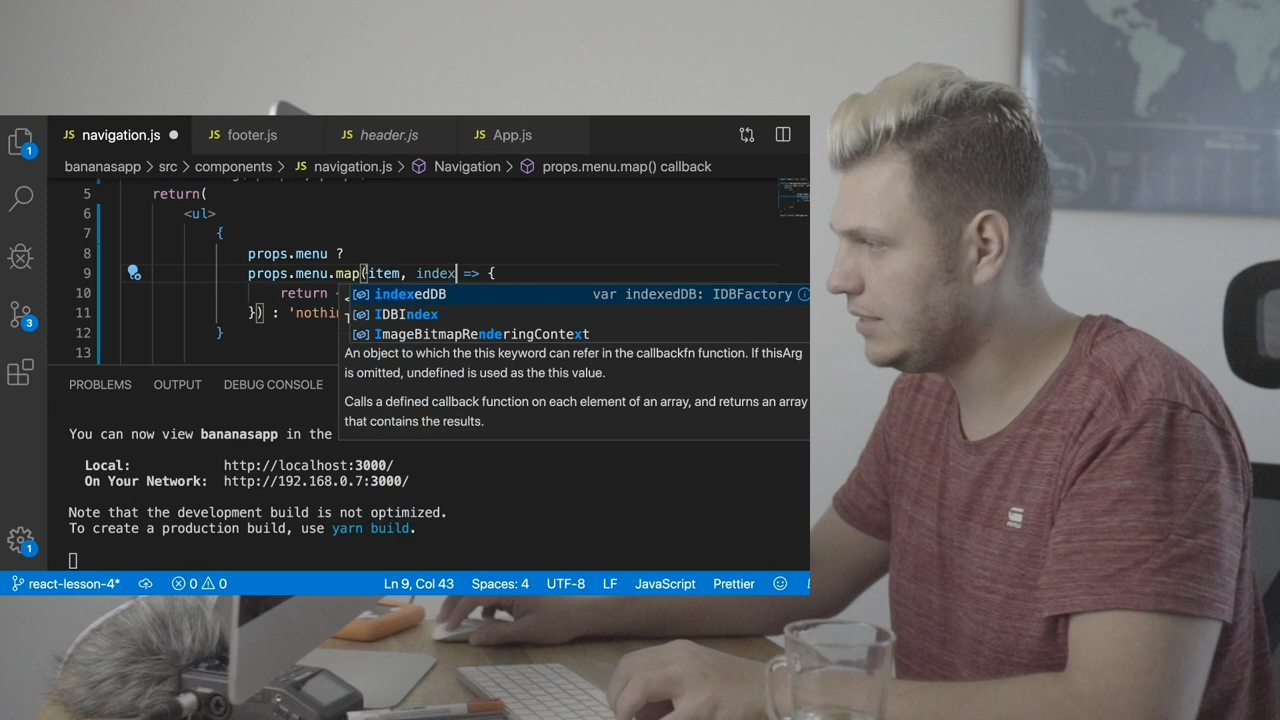 JS navigation.js ●
JS footer.js
JS header.js
JS App.js
bananasapp > src > components > JS navigation.js > Navigation > props.menu.map() callback
5 return(
6 <ul>
7 {
8 props.menu ?
9 props.menu.map(item, index => {
10 return
11 }) : 'nothin
12 }
13
indexedDB var indexedDB: IDBFactory
IDBIndex
ImageBitmapRenderingContext
An object to which the this keyword can refer in the callbackfn function. If thisArg
is omitted, undefined is used as the this value.
Calls a defined callback function on each element of an array, and returns an array
that contains the results.
PROBLEMS OUTPUT DEBUG CONSOLE
You can now view bananasapp in the
Local: http://localhost:3000/
On Your Network: http://192.168.0.7:3000/
Note that the development build is not optimized.
To create a production build, use yarn build.
1
3
1
react-lesson-4* 0 0 Ln 9, Col 43 Spaces: 4 UTF-8 LF JavaScript Prettier